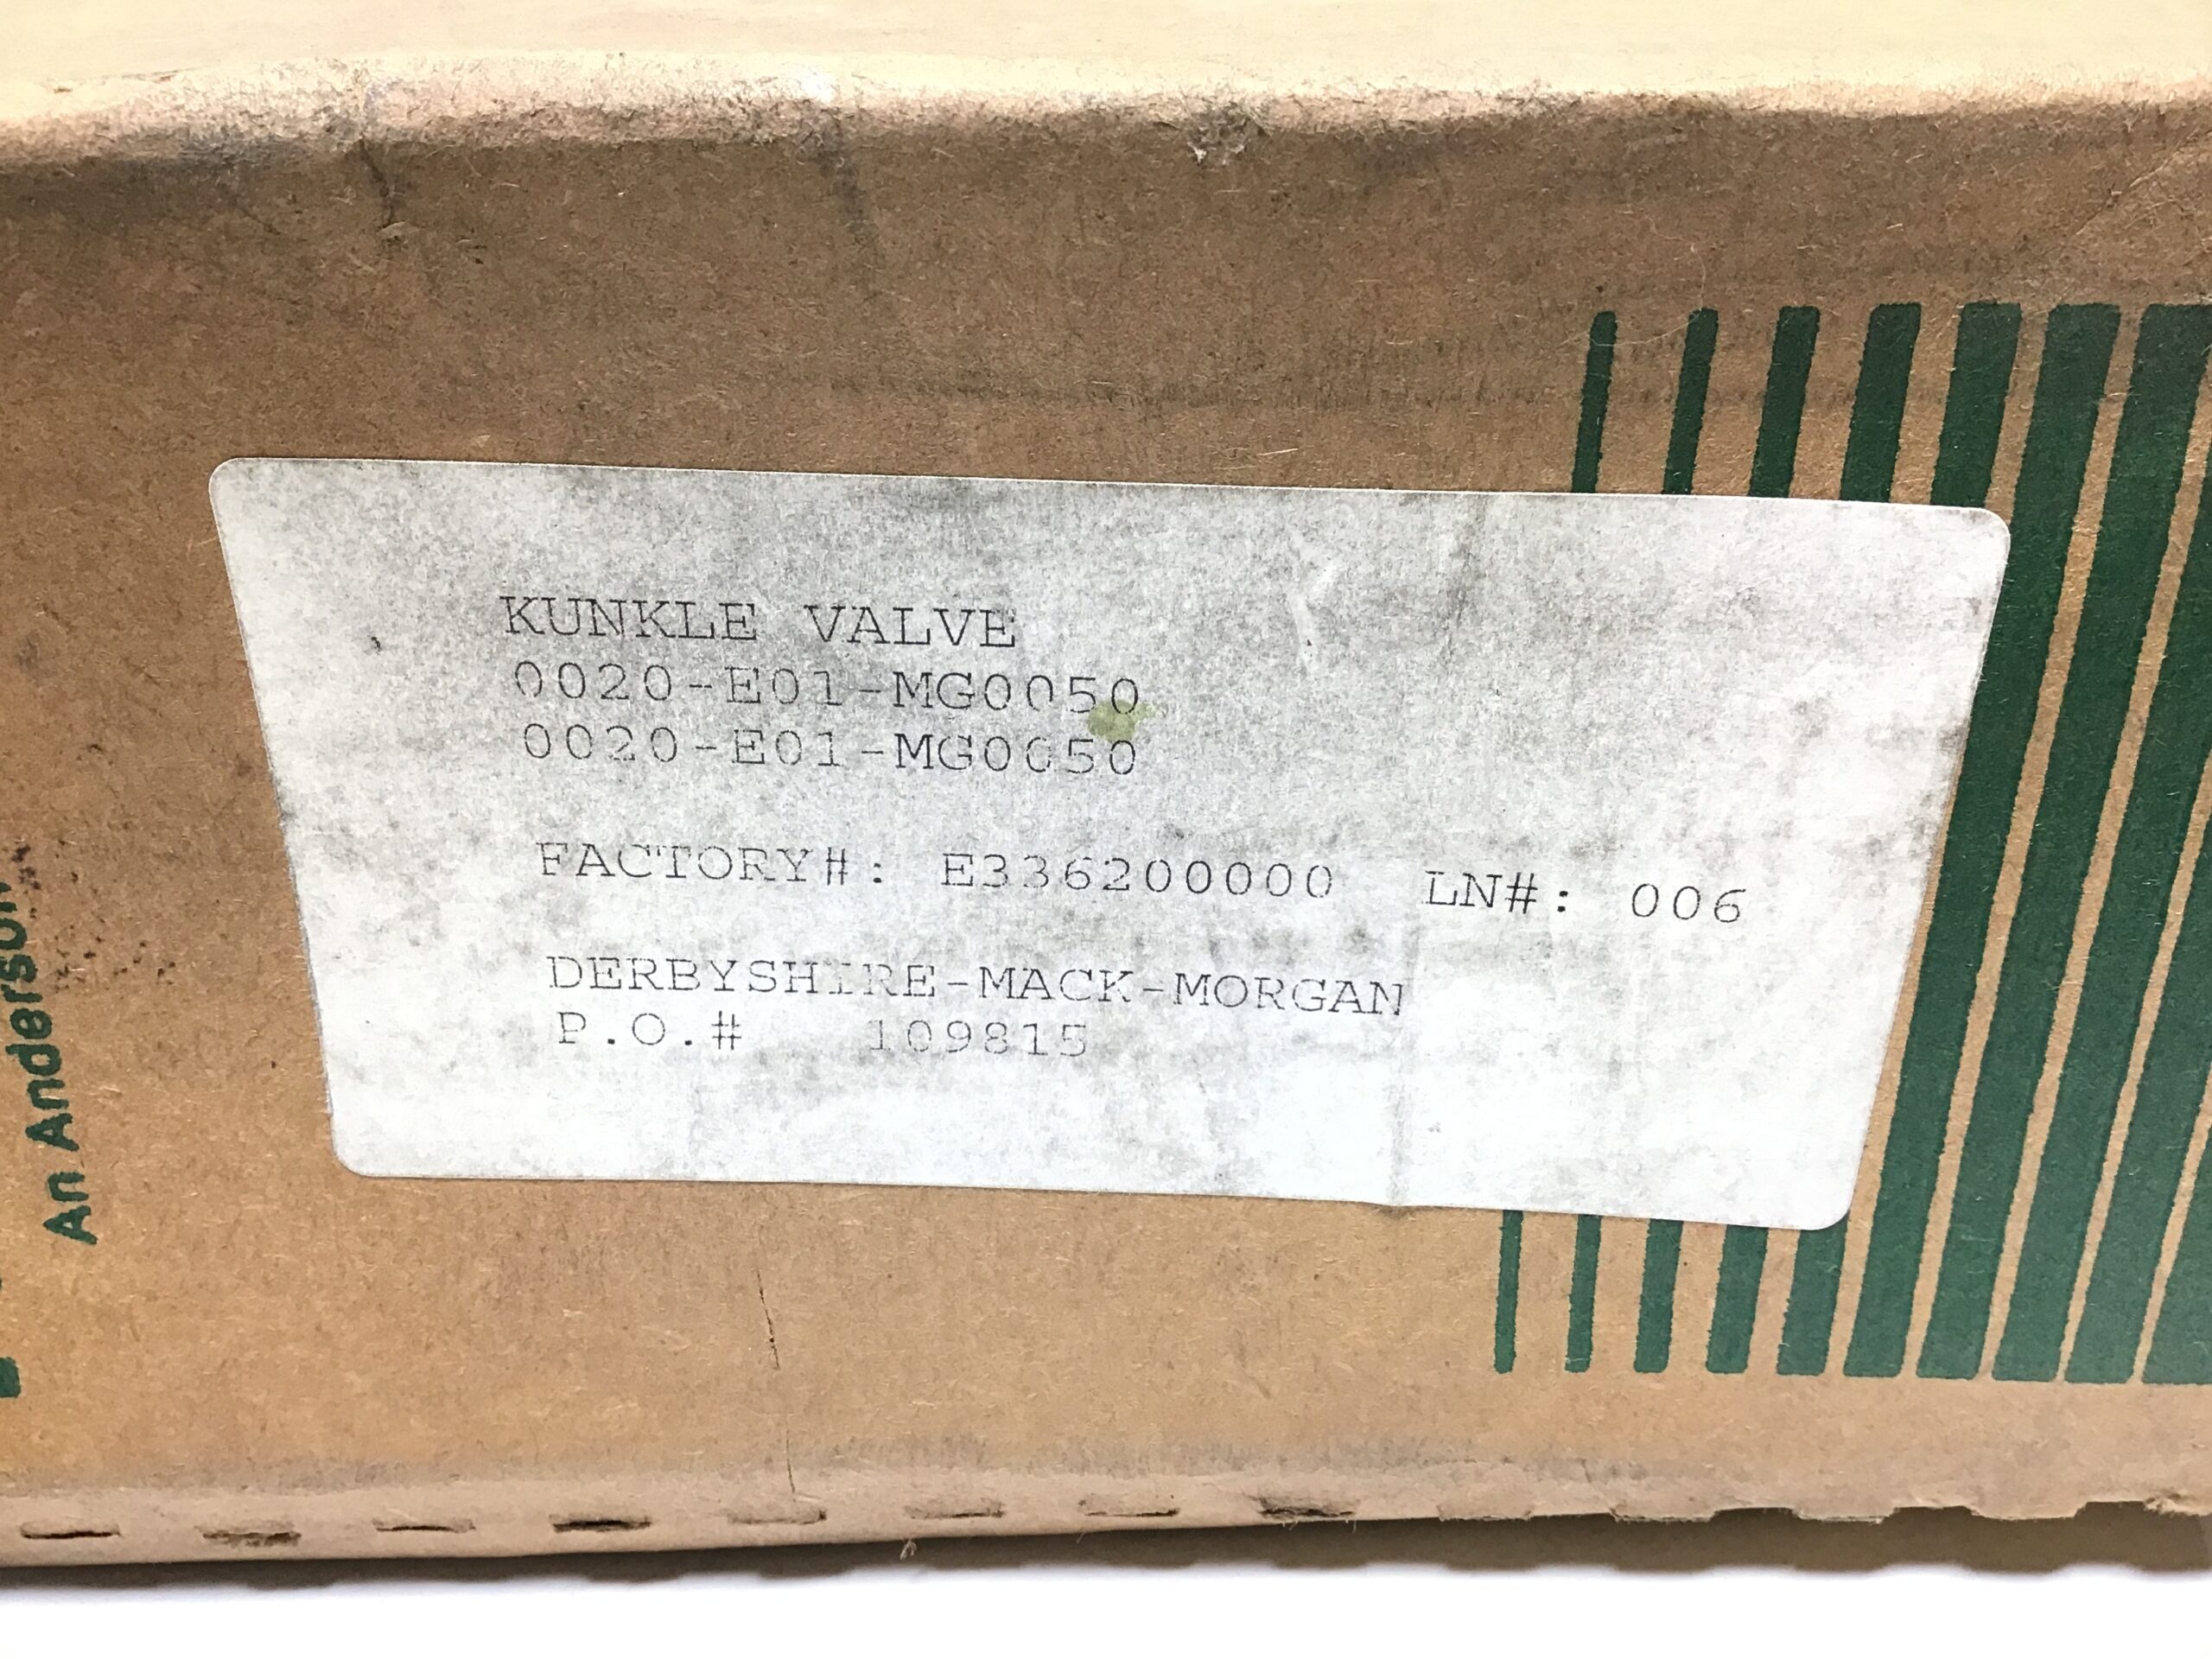 KUNKLE VALVE
0020-E01-MG0050
0020-E01-MG0050
FACTORY#: E336200000 LN#: 006
DERBYSHIRE-MACK-MORGAN
P.O.# 109815
An Anderson